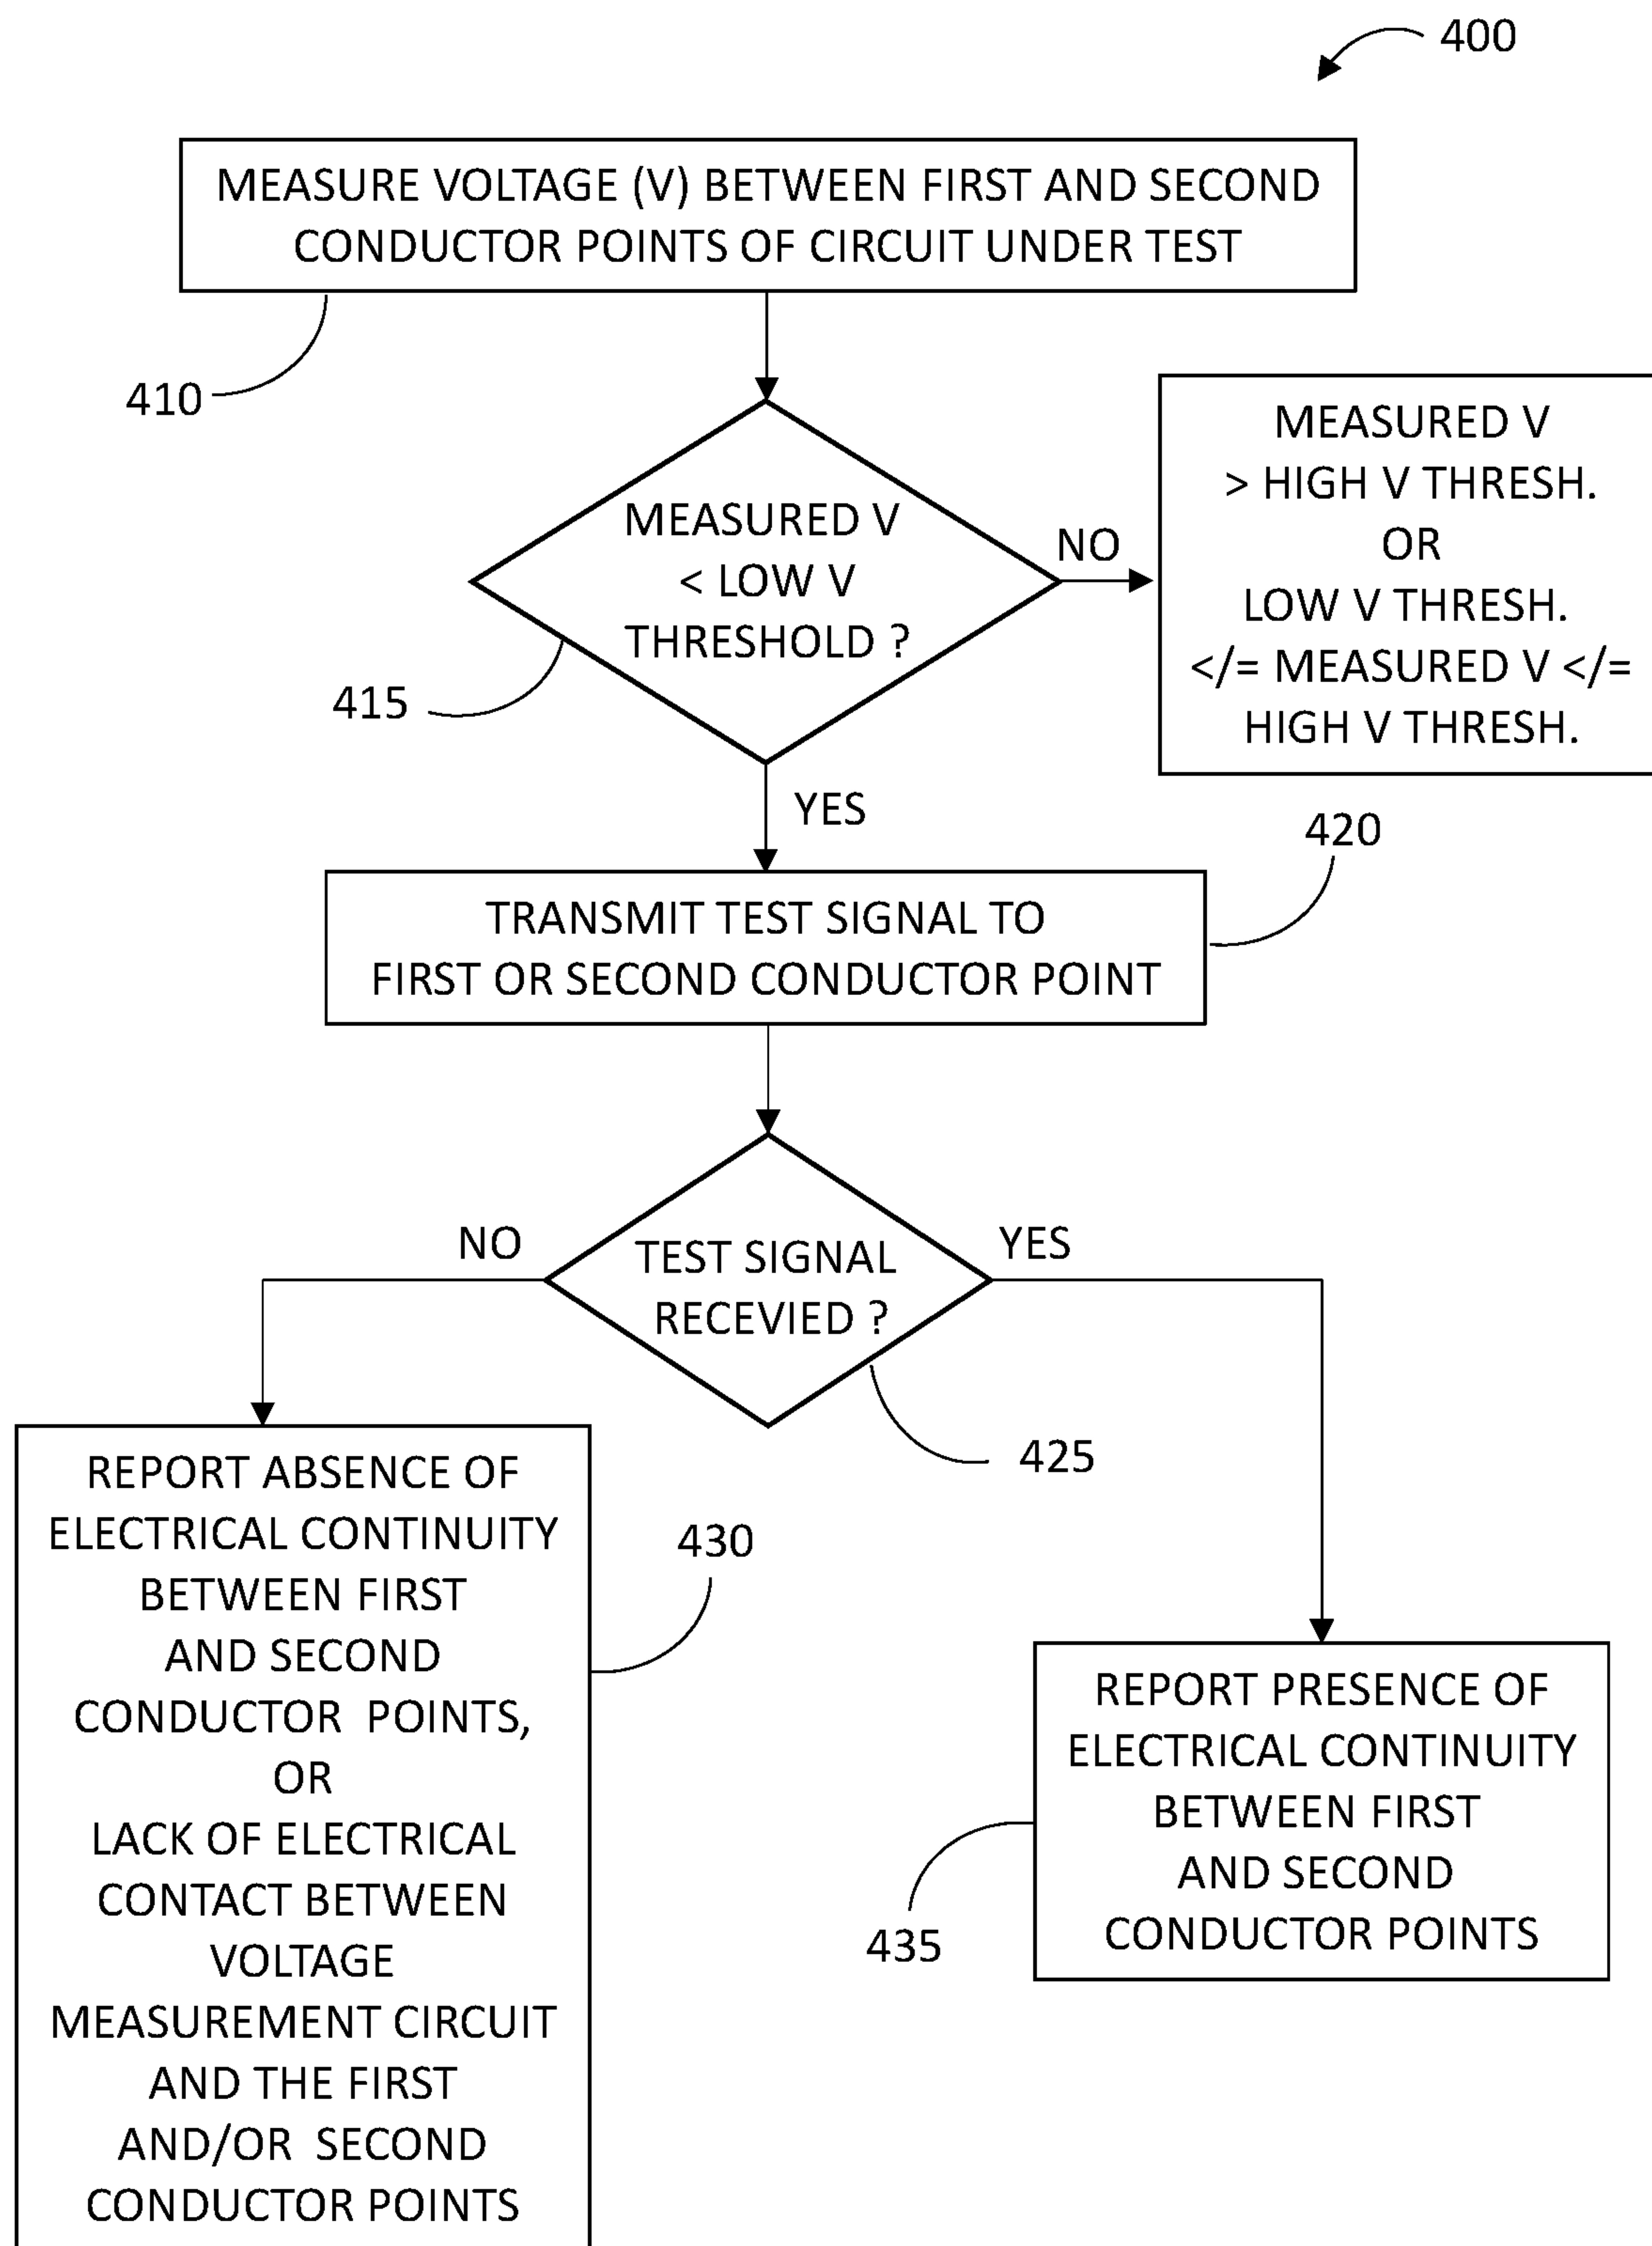 400
MEASURE VOLTAGE (V) BETWEEN FIRST AND SECOND
CONDUCTOR POINTS OF CIRCUIT UNDER TEST
410
MEASURED V
< LOW V
THRESHOLD ?
415
NO
MEASURED V
> HIGH V THRESH.
OR
LOW V THRESH.
</= MEASURED V </=
HIGH V THRESH.
YES
420
TRANSMIT TEST SIGNAL TO
FIRST OR SECOND CONDUCTOR POINT
NO
TEST SIGNAL
RECEVIED ?
YES
425
REPORT ABSENCE OF
ELECTRICAL CONTINUITY
BETWEEN FIRST
AND SECOND
CONDUCTOR POINTS,
OR
LACK OF ELECTRICAL
CONTACT BETWEEN
VOLTAGE
MEASUREMENT CIRCUIT
AND THE FIRST
AND/OR SECOND
CONDUCTOR POINTS
430
REPORT PRESENCE OF
ELECTRICAL CONTINUITY
BETWEEN FIRST
AND SECOND
CONDUCTOR POINTS
435